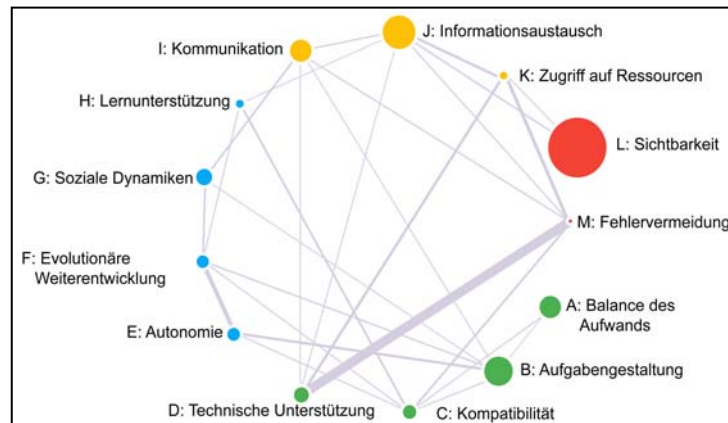 J: Informationsaustausch
I: Kommunikation
K: Zugriff auf Ressourcen
H: Lernunterstützung
L: Sichtbarkeit
G: Soziale Dynamiken
M: Fehlervermeidung
F: Evolutionäre
Weiterentwicklung
A: Balance des
Aufwands
E: Autonomie
B: Aufgabengestaltung
D: Technische Unterstützung
C: Kompatibilität